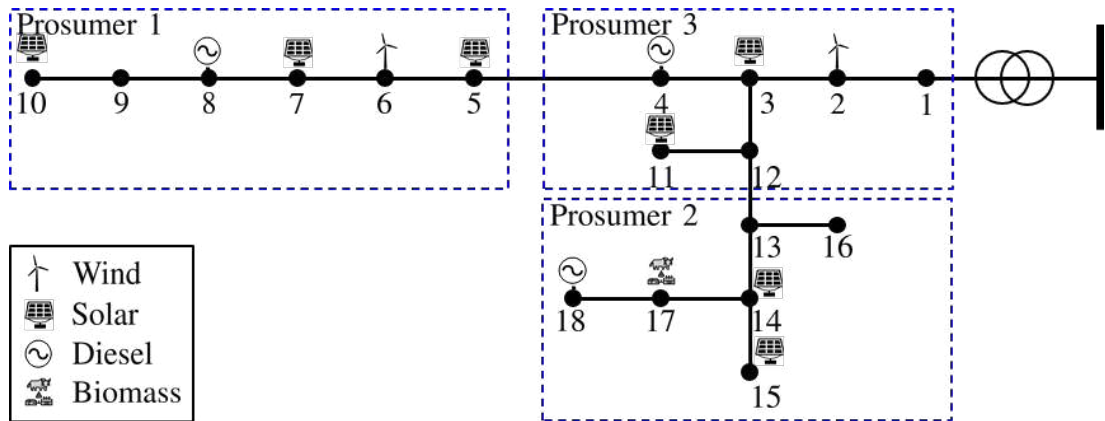 Prosumer 1
Prosumer 3
10 9 8 7 6 5 4 3 2 1
11 12
Prosumer 2
13 16
18 17 14
15
Wind
Solar
Diesel
Biomass